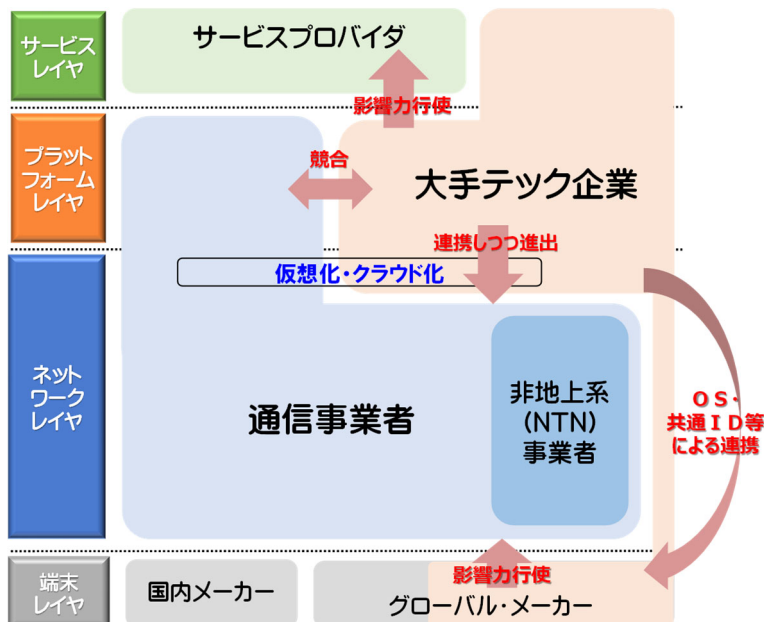 サービス
レイヤ
サービスプロバイダ
影響力行使
プラット
フォーム
レイヤ
競合
大手テック企業
連携しつつ進出
仮想化・クラウド化
ネット
ワーク
レイヤ
通信事業者
非地上系
(NTN)
事業者
ＯＳ・
共通ＩＤ等
による連携
端末
レイヤ
国内メーカー
影響力行使
グローバル・メーカー